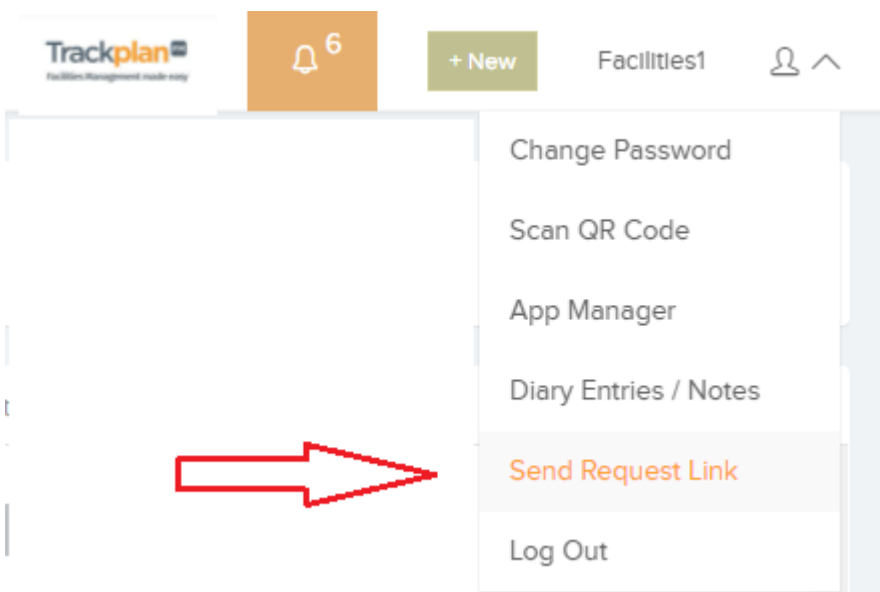 Trackplan
Facilities Management made easy
6
+ New
Facilities1
Change Password
Scan QR Code
App Manager
Diary Entries / Notes
Send Request Link
Log Out